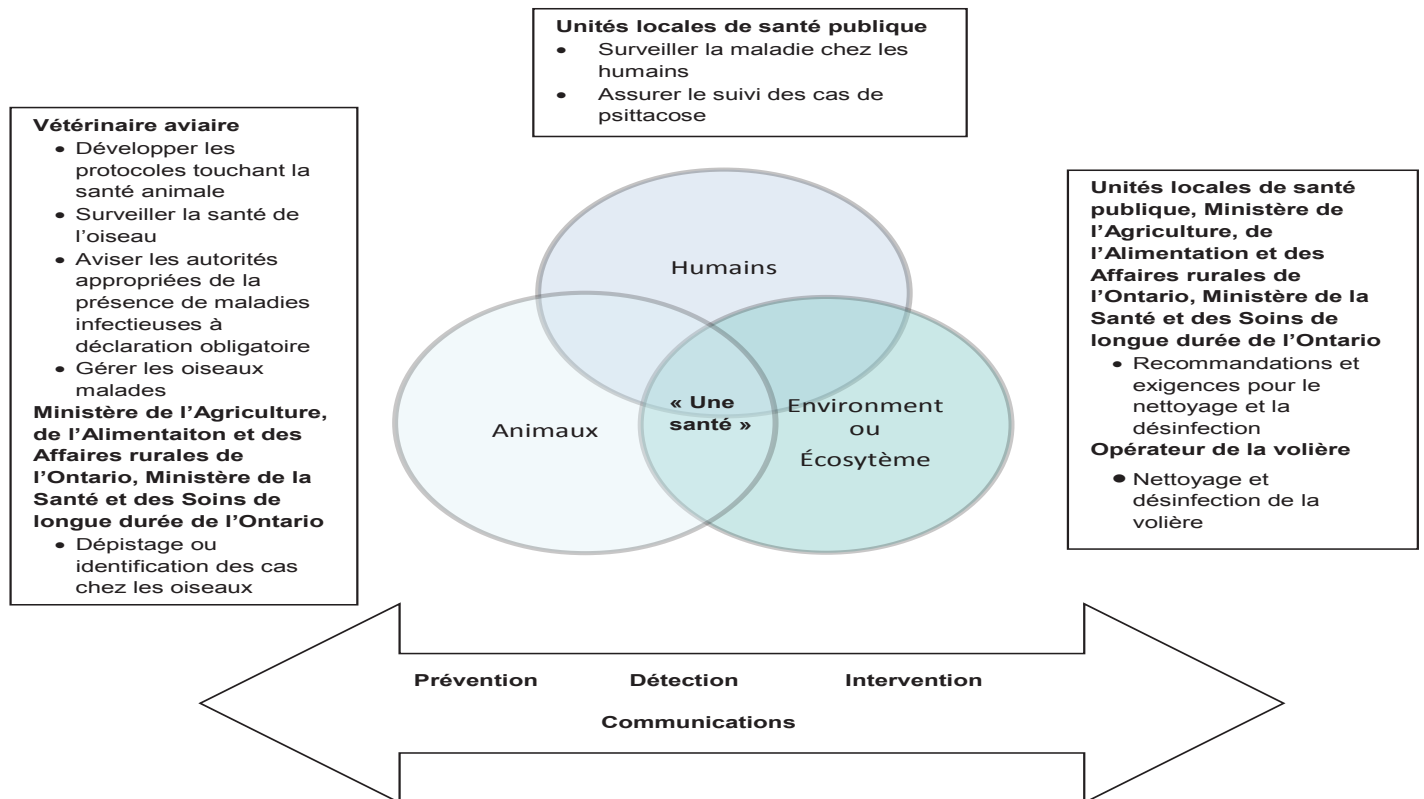 Unités locales de santé publique
• Surveiller la maladie chez les
humains
• Assurer le suivi des cas de
psittacose
Vétérinaire aviaire
• Développer les
protocoles touchant la
santé animale
• Surveiller la santé de
l'oiseau
• Aviser les autorités
appropriées de la
présence de maladies
infectieuses à
déclaration obligatoire
• Gérer les oiseaux
malades
Ministère de l'Agriculture,
de l'Alimentaiton et des
Affaires rurales de
l'Ontario, Ministère de la
Santé et des Soins de
longue durée de l'Ontario
• Dépistage ou
identification des cas
chez les oiseaux
Humains
Animaux
« Une
santé »
Environment
ou
Écosytème
Unités locales de santé
publique, Ministère de
l'Agriculture, de
l'Alimentation et des
Affaires rurales de
l'Ontario, Ministère de la
Santé et des Soins de
longue durée de l'Ontario
• Recommandations et
exigences pour le
nettoyage et la
désinfection
Opérateur de la volière
• Nettoyage et
désinfection de la
volière
Prévention Détection Intervention
Communications